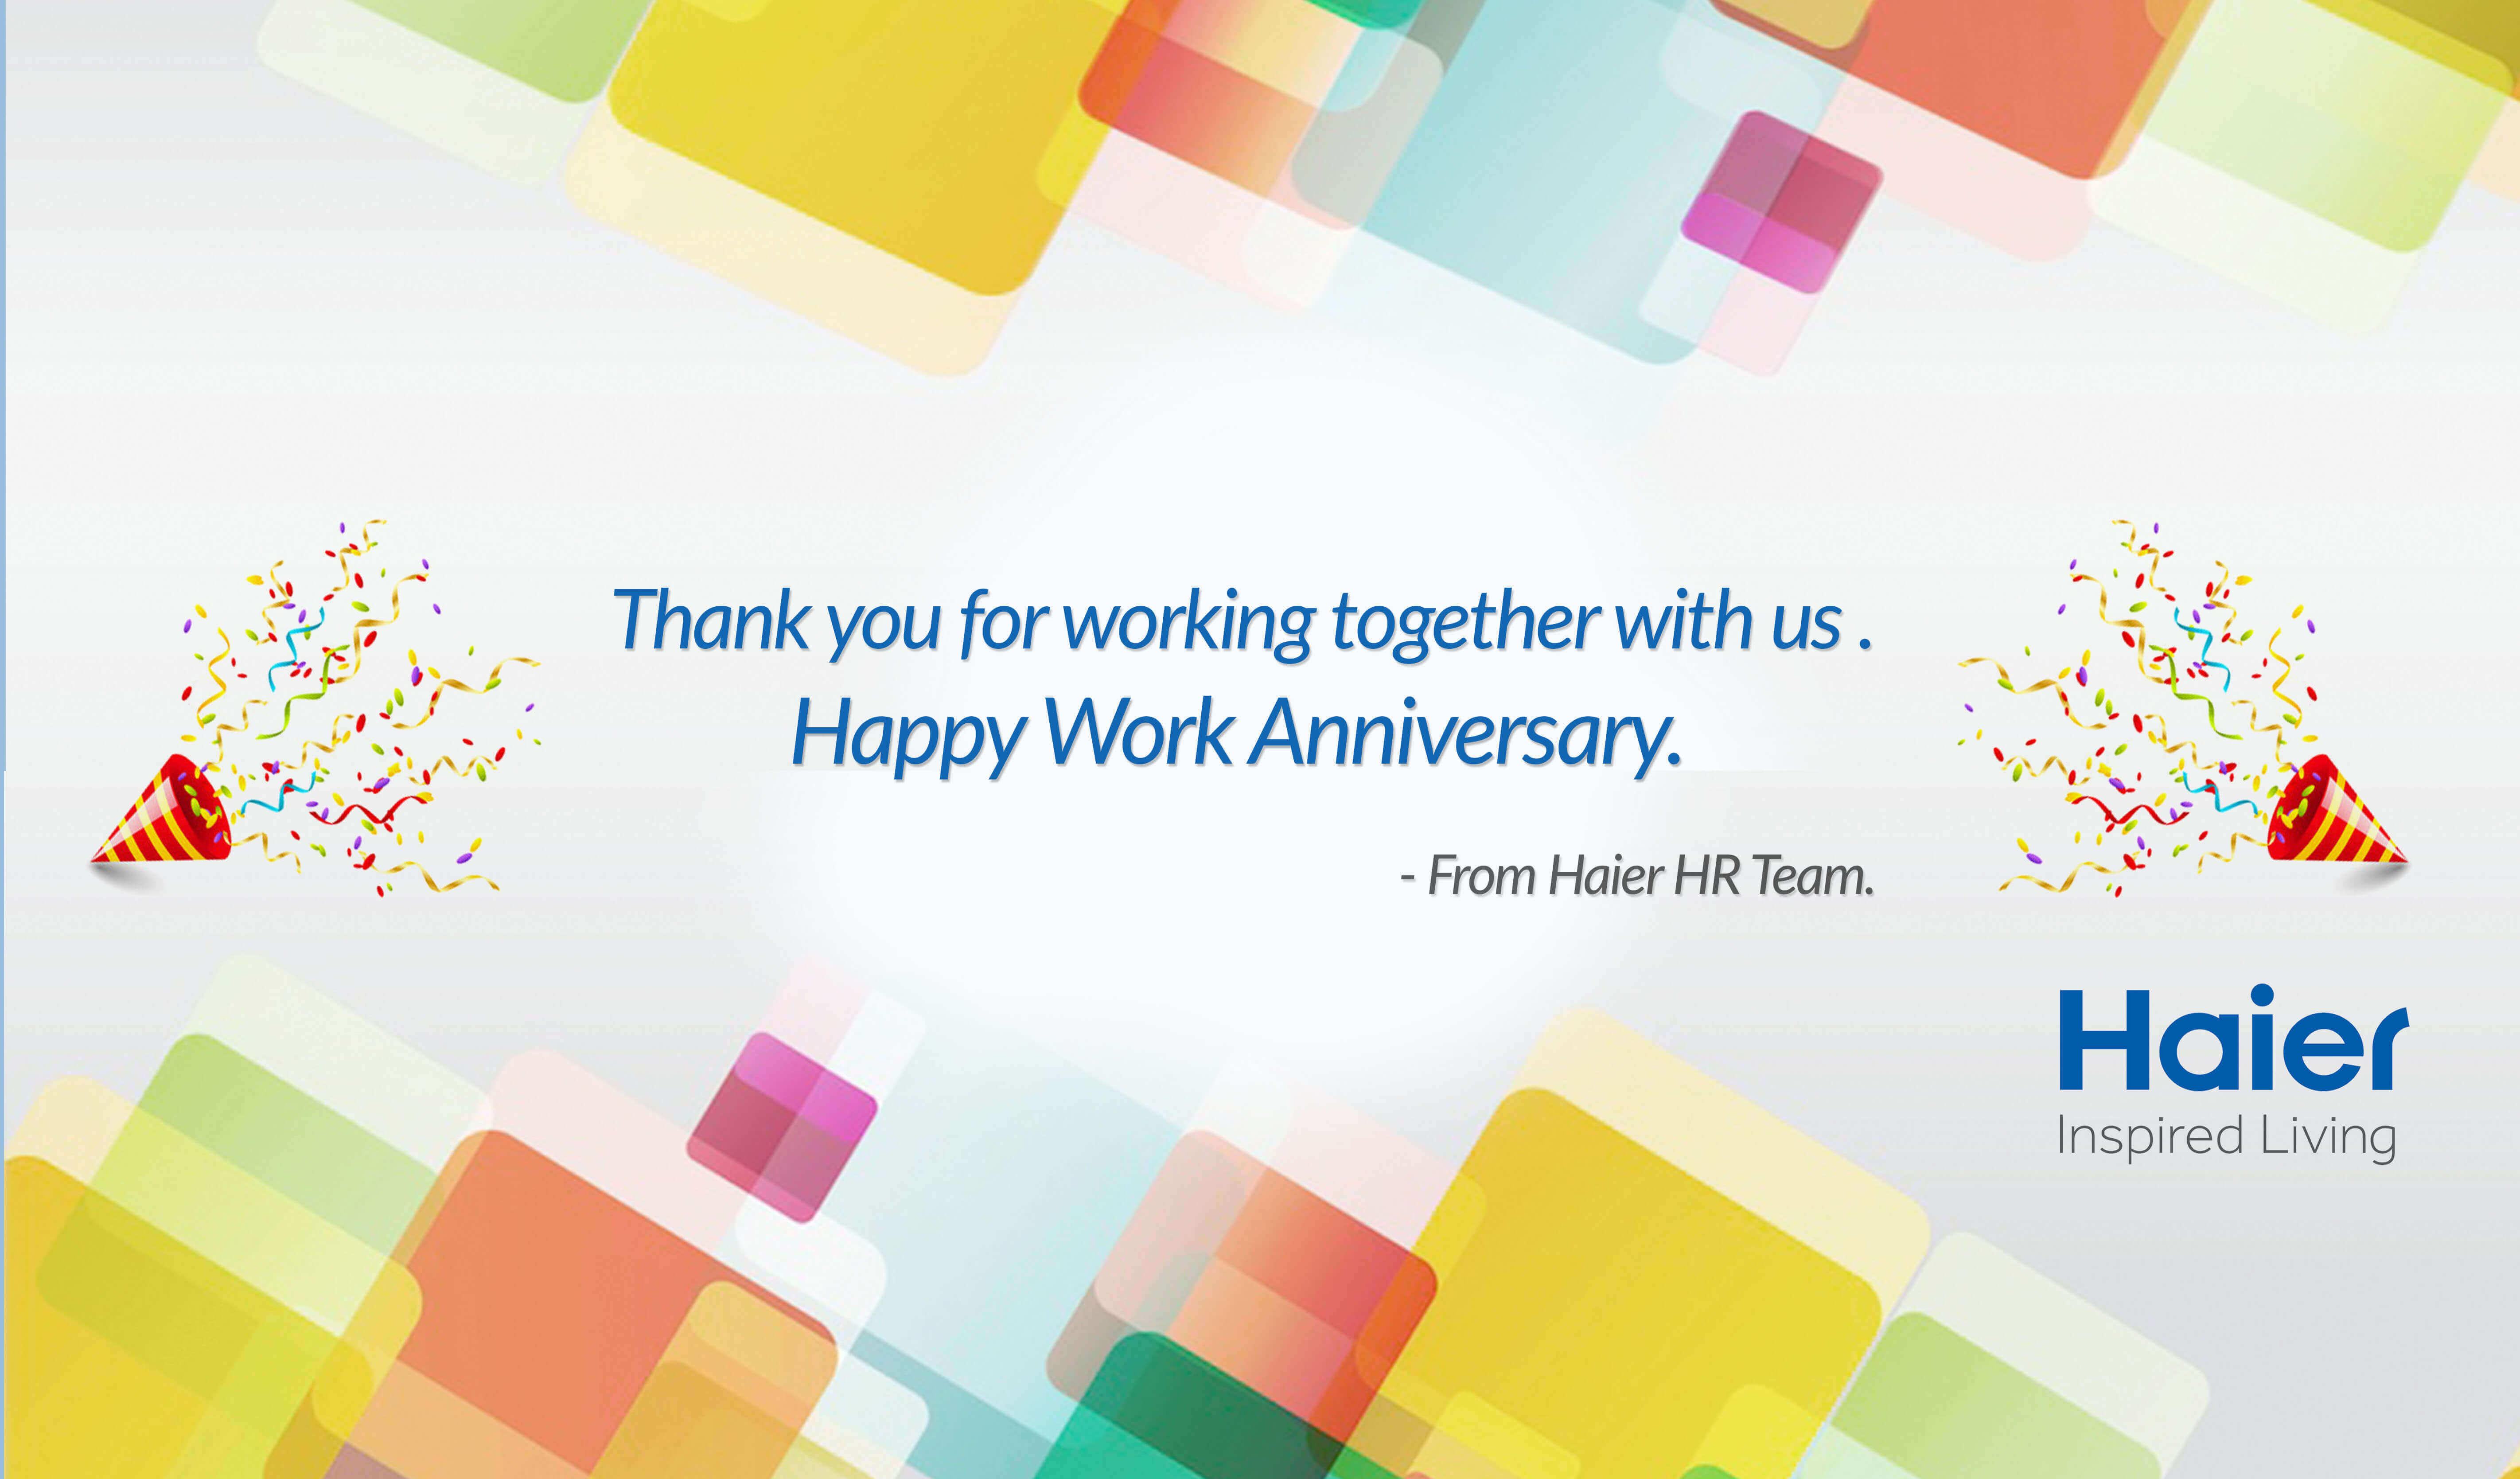 Thank you for working together with us .
Happy Work Anniversary.
- From Haier HR Team.
Haier
Inspired Living